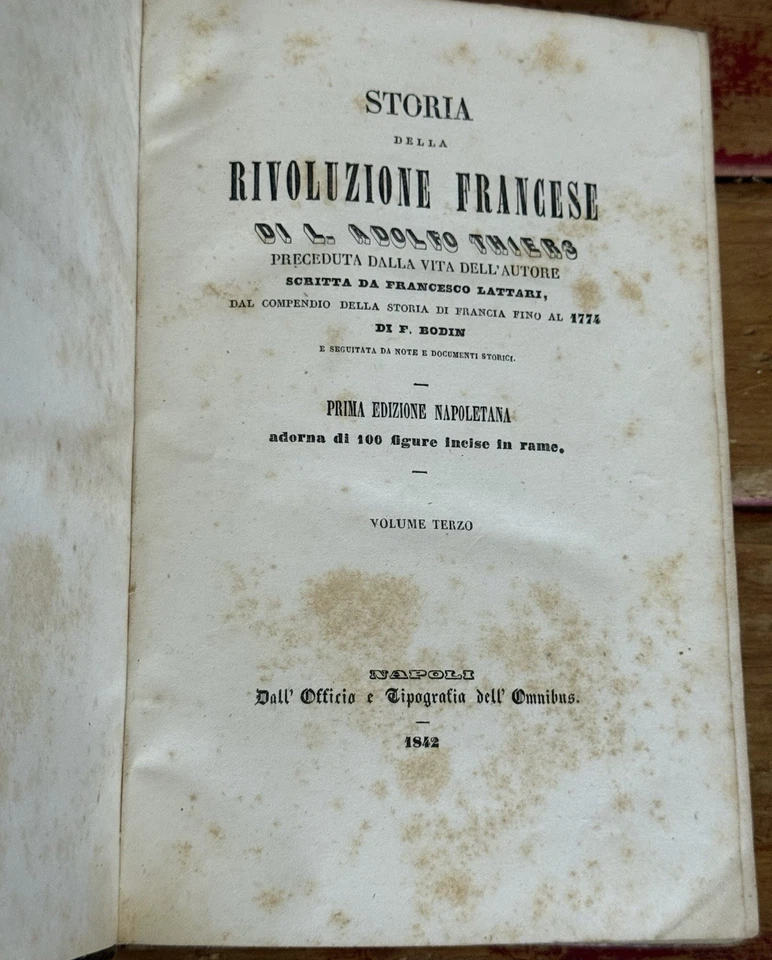 STORIA
DELLA
RIVOLUZIONE FRANCESE
DI L. ADOLFO THIERS
PRECEDUTA DALLA VITA DELL'AUTORE
SCRITTA DA FRANCESCO LATTARI,
DAL COMPENDIO DELLA STORIA DI FRANCIA FINO AL 1774
DI F. BODIN
E SEGUITATA DA NOTE E DOCUMENTI STORICI.
—
PRIMA EDIZIONE NAPOLETANA
adorna di 100 figure incise in rame.
—
VOLUME TERZO
NAPOLI
Dall' Officio e Tipografia dell' Omnibus.
—
1842